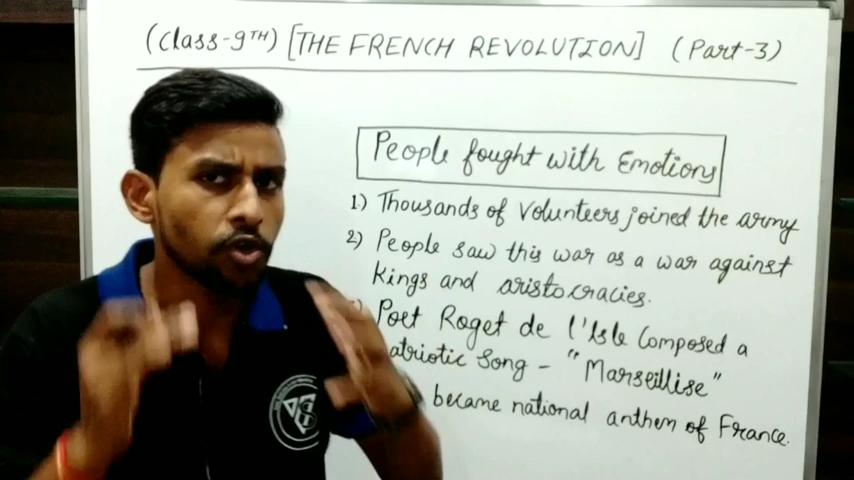 (Class-9TH) [THE FRENCH REVOLUTION] (Part-3)
People fought with Emotions
1) Thousands of Volunteers joined the army
2) People saw this war as a war against
Kings and aristocracies.
Poet Roget de l'Isle Composed a
atriotic Song - "Marseillise"
became national anthem of France.